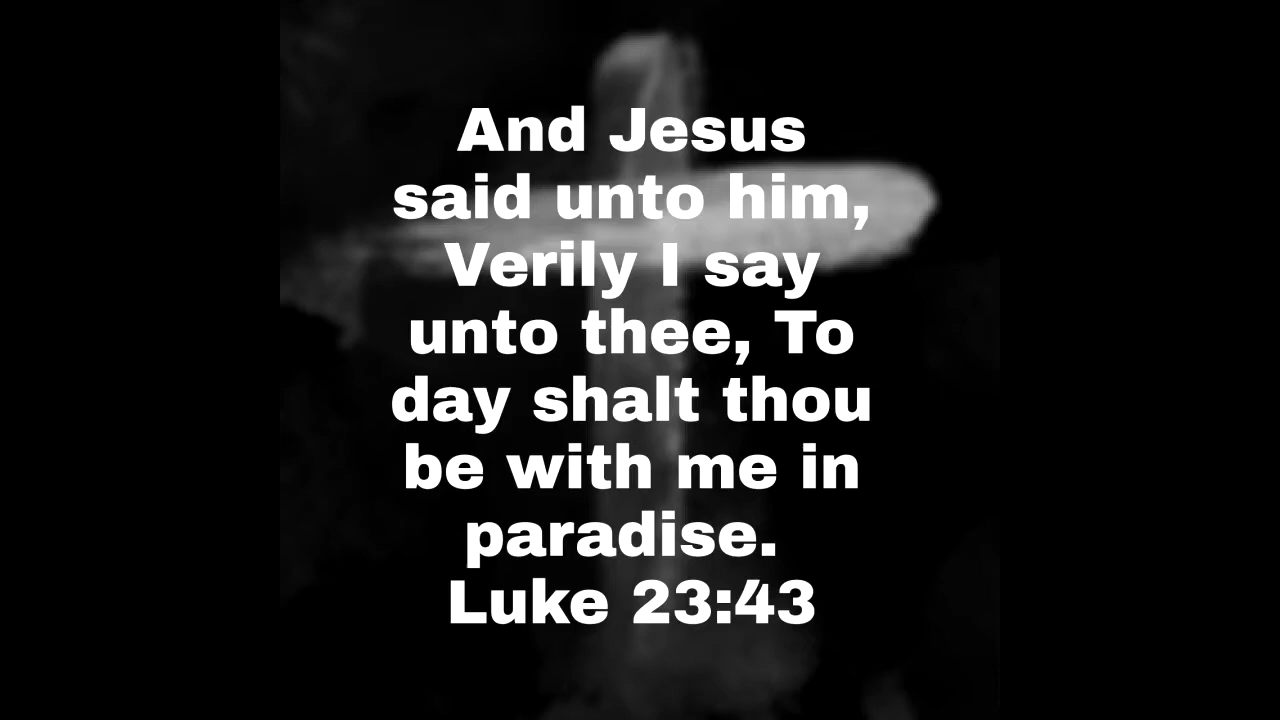 And Jesus
said unto him,
Verily I say
unto thee, To
day shalt thou
be with me in
paradise.
Luke 23:43